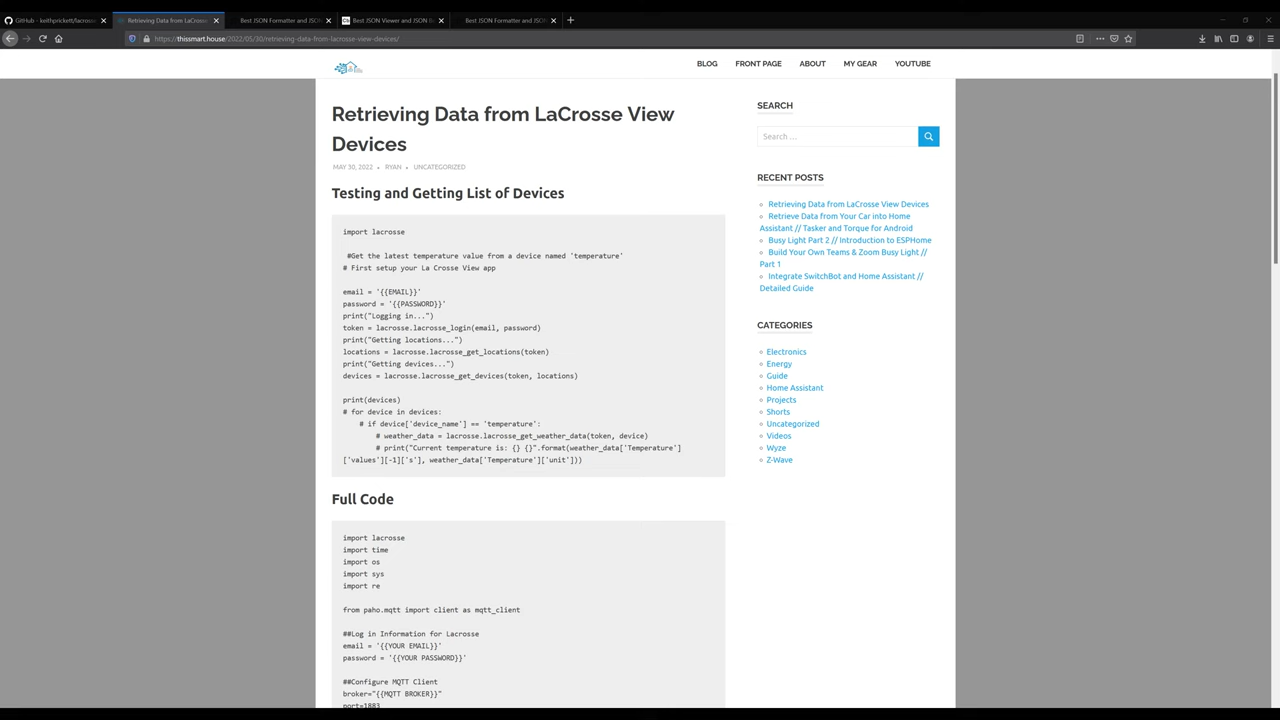 GitHub - keithprickett/lacrosse
Retrieving Data from LaCrosse
Best JSON Formatter and JSON
Best JSON Viewer and JSON Be
Best JSON Formatter and JSON
https://thissmart.house/2022/05/30/retrieving-data-from-lacrosse-view-devices/
BLOG
FRONT PAGE
ABOUT
MY GEAR
YOUTUBE
Retrieving Data from LaCrosse View
Devices
MAY 30, 2022
RYAN
UNCATEGORIZED
Testing and Getting List of Devices
import lacrosse
#Get the latest temperature value from a device named 'temperature'
# First setup your La Crosse View app
email = '{{EMAIL}}'
password = '{{PASSWORD}}'
print("Logging in...")
token = lacrosse.lacrosse_login(email, password)
print("Getting locations...")
locations = lacrosse.lacrosse_get_locations(token)
print("Getting devices...")
devices = lacrosse.lacrosse_get_devices(token, locations)
print(devices)
# for device in devices:
# if device['device_name'] == 'temperature':
# weather_data = lacrosse.lacrosse_get_weather_data(token, device)
# print("Current temperature is: {} {}".format(weather_data['Temperature']
['values'][-1]['s'], weather_data['Temperature']['unit']))
Full Code
import lacrosse
import time
import os
import sys
import re
from paho.mqtt import client as mqtt_client
##Log in Information for Lacrosse
email = '{{YOUR EMAIL}}'
password = '{{YOUR PASSWORD}}'
##Configure MQTT Client
broker="{{MQTT BROKER}}"
port=1883
SEARCH
Search …
RECENT POSTS
Retrieving Data from LaCrosse View Devices
Retrieve Data from Your Car into Home
Assistant // Tasker and Torque for Android
Busy Light Part 2 // Introduction to ESPHome
Build Your Own Teams & Zoom Busy Light //
Part 1
Integrate SwitchBot and Home Assistant //
Detailed Guide
CATEGORIES
Electronics
Energy
Guide
Home Assistant
Projects
Shorts
Uncategorized
Videos
Wyze
Z-Wave